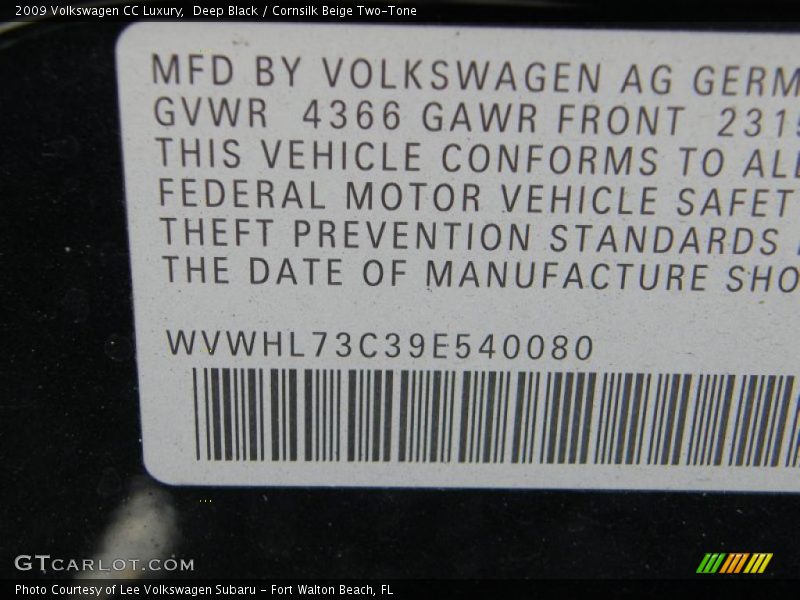 2009 Volkswagen CC Luxury,  Deep Black / Cornsilk Beige Two-Tone
MFD BY VOLKSWAGEN AG GERM
GVWR 4366 GAWR FRONT 231
THIS VEHICLE CONFORMS TO AL
FEDERAL MOTOR VEHICLE SAFET
THEFT PREVENTION STANDARDS
THE DATE OF MANUFACTURE SHO
WVWHL73C39E540080
GTCARLOT.COM
Photo Courtesy of Lee Volkswagen Subaru - Fort Walton Beach, FL